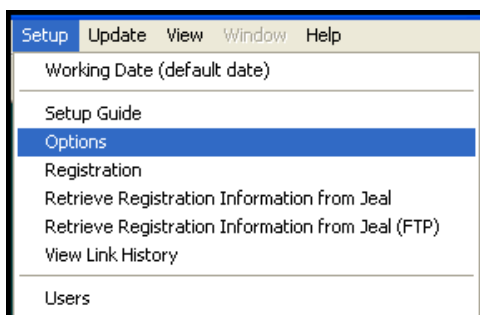 Setup Update View Window Help
Working Date (default date)
Setup Guide
Options
Registration
Retrieve Registration Information from Jeal
Retrieve Registration Information from Jeal (FTP)
View Link History
Users